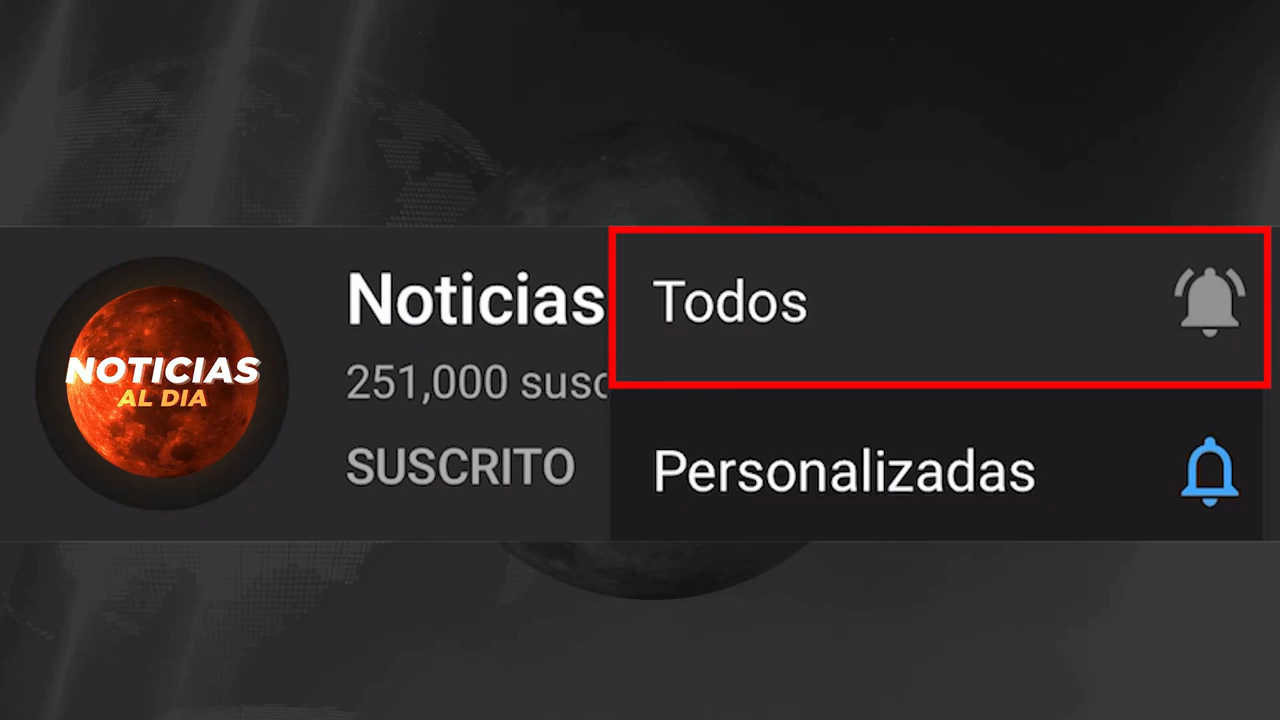 NOTICIAS
AL DIA
Noticias
251,000 susc
SUSCRITO
Todos
Personalizadas